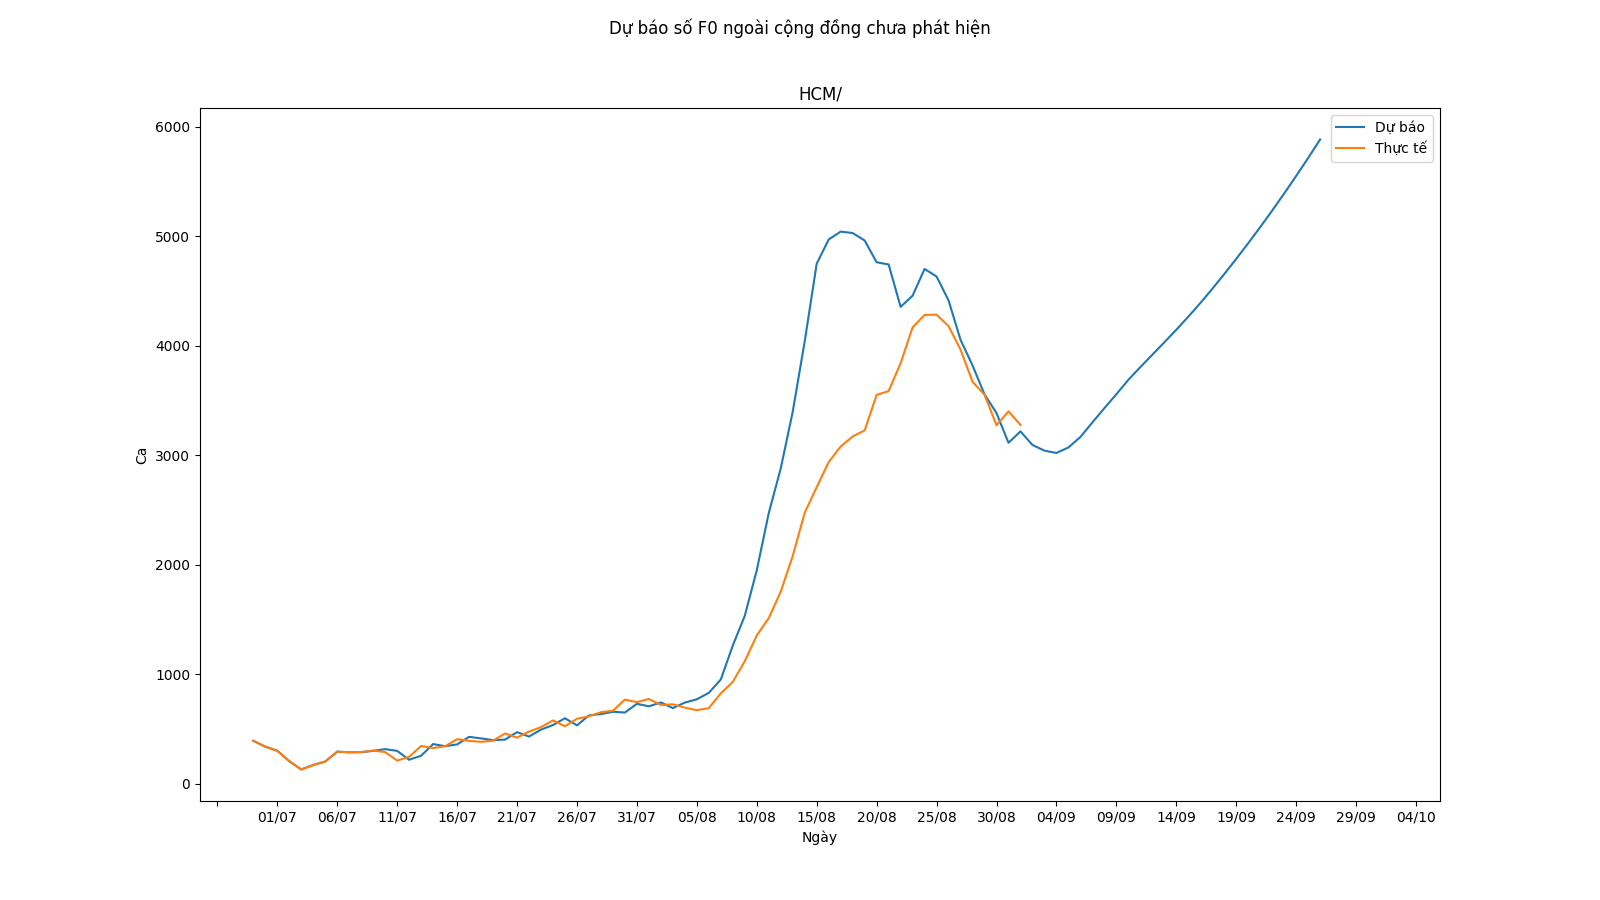 Dự báo số F0 ngoài cộng đồng chưa phát hiện
HCM/
6000
5000
4000
3000
2000
1000
0
Ca
Dự báo
Thực tế
01/07 06/07 11/07 16/07 21/07 26/07 31/07 05/08 10/08 15/08 20/08 25/08 30/08 04/09 09/09 14/09 19/09 24/09 29/09 04/10
Ngày